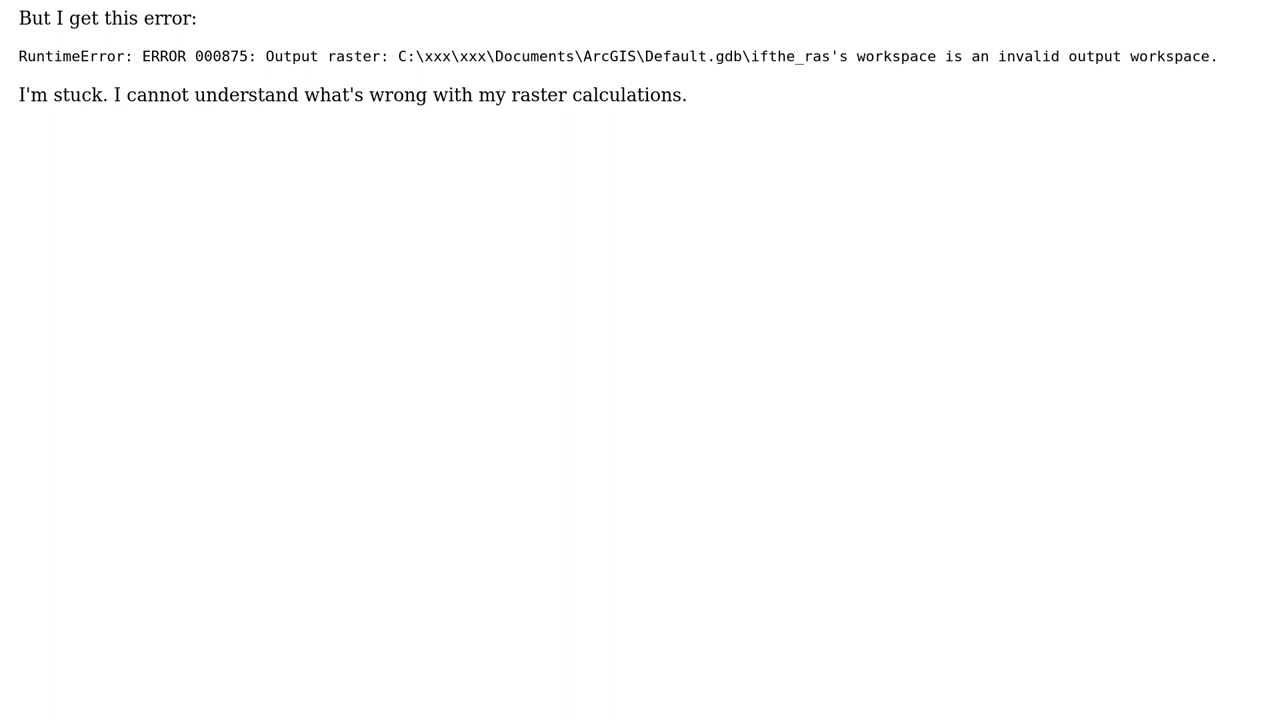 But I get this error:
RuntimeError: ERROR 000875: Output raster: C:\xxx\xxx\Documents\ArcGIS\Default.gdb\ifthe_ras's workspace is an invalid output workspace.
I'm stuck. I cannot understand what's wrong with my raster calculations.